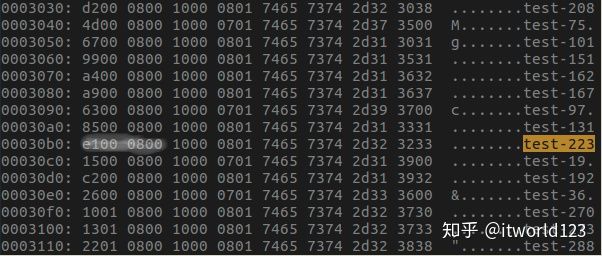 0003030: d200 0800 1000 0801 7465 7374 2d32 3038 ........test-208
0003040: 4d00 0800 1000 0701 7465 7374 2d37 3500 M.......test-75.
0003050: 6700 0800 1000 0801 7465 7374 2d31 3031 g.......test-101
0003060: 9900 0800 1000 0801 7465 7374 2d31 3531 ........test-151
0003070: a400 0800 1000 0801 7465 7374 2d31 3632 ........test-162
0003080: a900 0800 1000 0801 7465 7374 2d31 3637 ........test-167
0003090: 6300 0800 1000 0701 7465 7374 2d39 3700 c.......test-97.
00030a0: 8500 0800 1000 0801 7465 7374 2d31 3331 ........test-131
00030b0: e100 0800 1000 0801 7465 7374 2d32 3233 ........test-223
00030c0: 1500 0800 1000 0701 7465 7374 2d31 3900 ........test-19.
00030d0: c200 0800 1000 0801 7465 7374 2d31 3932 ........test-192
00030e0: 2600 0800 1000 0701 7465 7374 2d33 3600 &.......test-36.
00030f0: 1001 0800 1000 0801 7465 7374 2d32 3730 ........test-270
0003100: 1301 0800 1000 0801 7465 7374 2d32 3733 ........test-273
0003110: 2201 0800 1000 0801 7465 7374 2d32 3838 ".......test-288
知乎 @itworld123